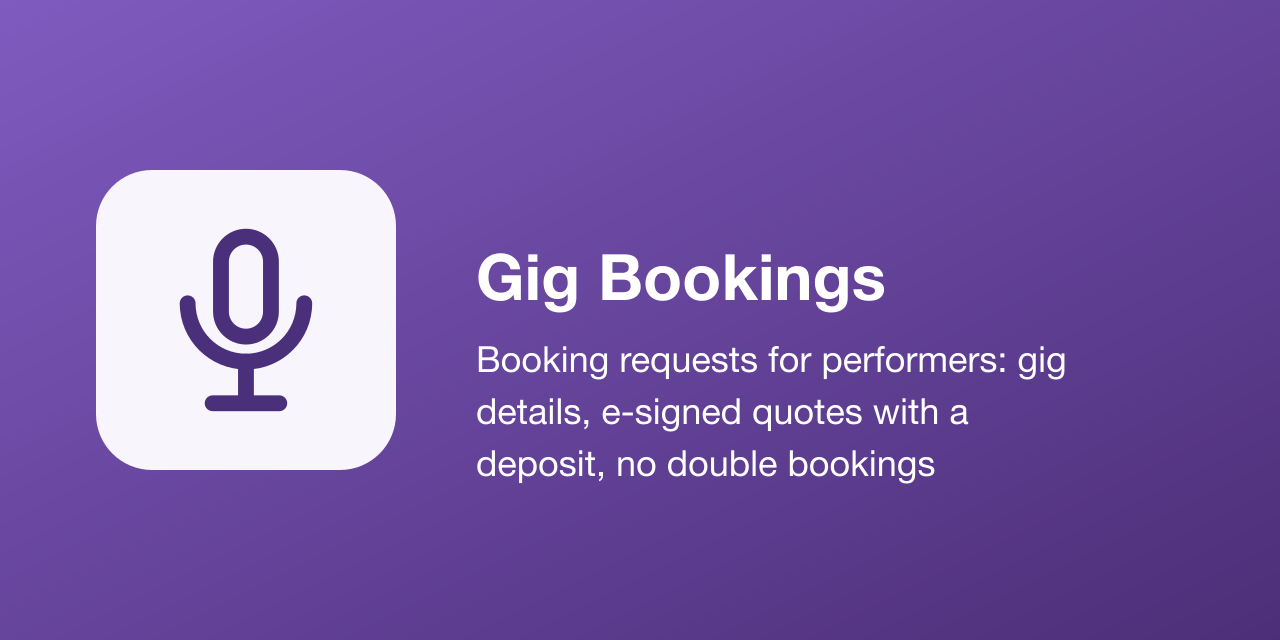 Gig Bookings
Booking requests for performers: gig
details, e-signed quotes with a
deposit, no double bookings